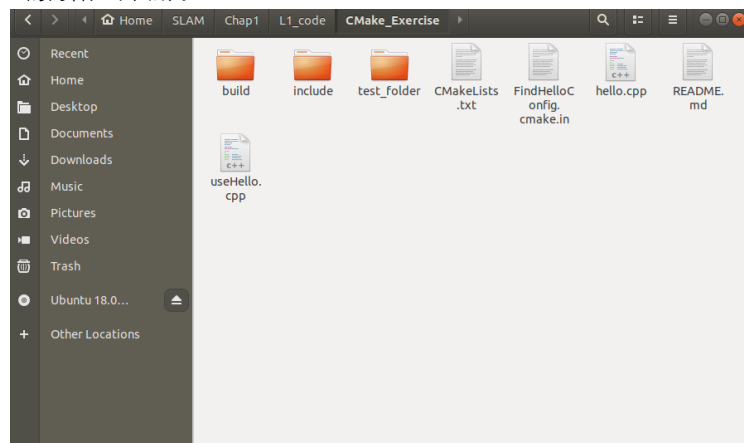 Home SLAM Chap1 L1_code CMake_Exercise
Recent
Home
Desktop
Documents
Downloads
Music
Pictures
Videos
Trash
Ubuntu 18.0...
Other Locations
build include test_folder CMakeLists
.txt
FindHelloC
onfig.
cmake.in
hello.cpp README.
md
C++
useHello.
cpp
C++